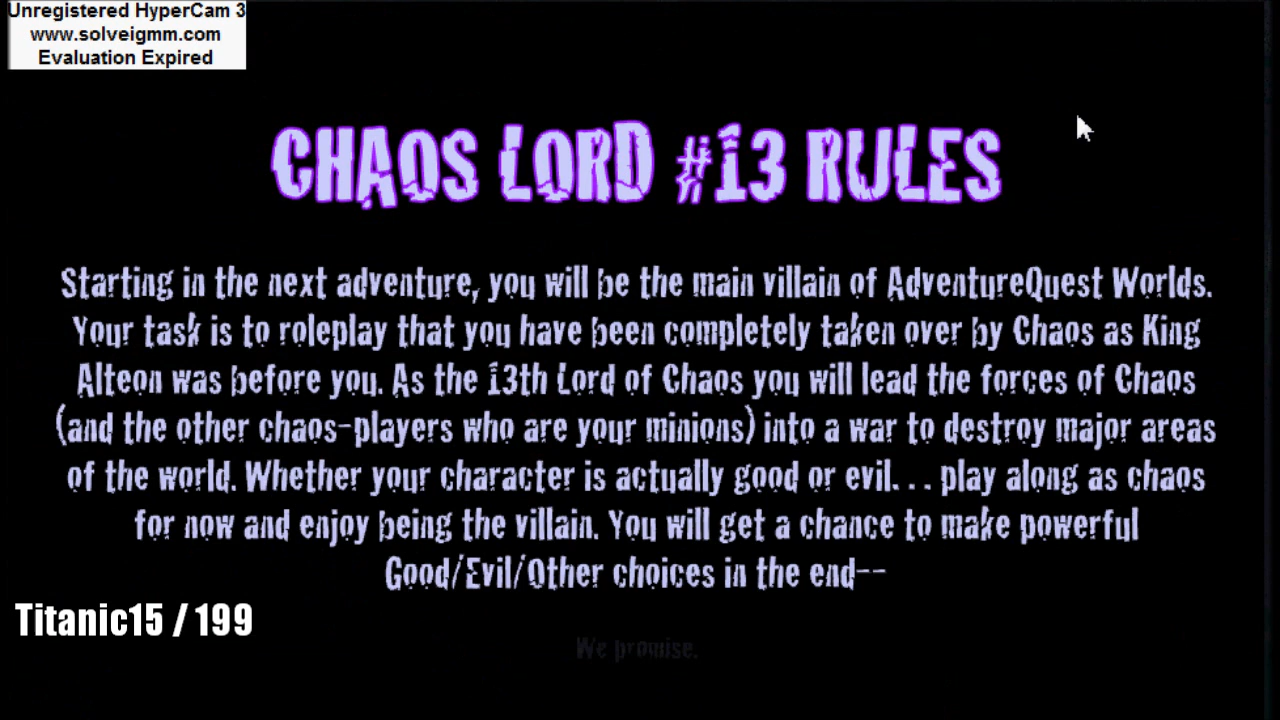 Unregistered HyperCam 3
www.solveigmm.com
Evaluation Expired
CHAOS LORD #13 RULES
Starting in the next adventure, you will be the main villain of AdventureQuest Worlds.
Your task is to roleplay that you have been completely taken over by Chaos as King
Alteon was before you. As the 13th Lord of Chaos you will lead the forces of Chaos
(and the other chaos-players who are your minions) into a war to destroy major areas
of the world. Whether your character is actually good or evil. . . play along as chaos
for now and enjoy being the villain. You will get a chance to make powerful
Good/Evil/Other choices in the end--
Titanic15 / 199
We promise.